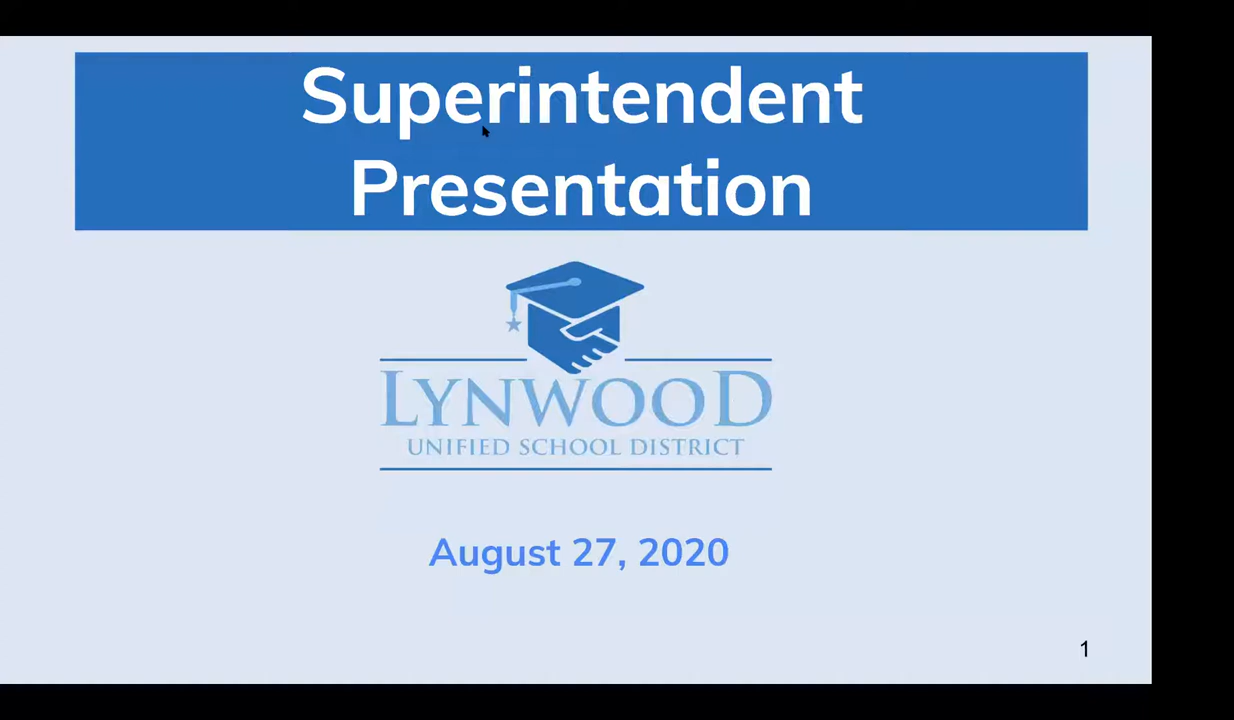 Superintendent
Presentation
LYNWOOD
UNIFIED SCHOOL DISTRICT
August 27, 2020
1